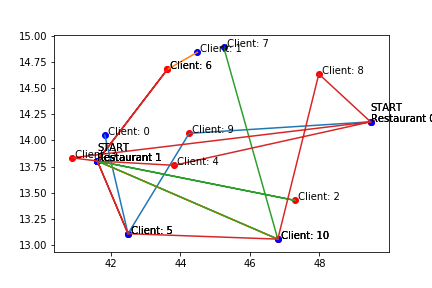 15.00
14.75
14.50
14.25
14.00
13.75
13.50
13.25
13.00
42
44
46
48
Client: 1
Client: 7
Client: 6
Client: 8
START
Restaurant 0
Client: 0
Client: 9
START
Restaurant 1
Client:
Client: 4
Client: 2
Client: 5
Client: 10